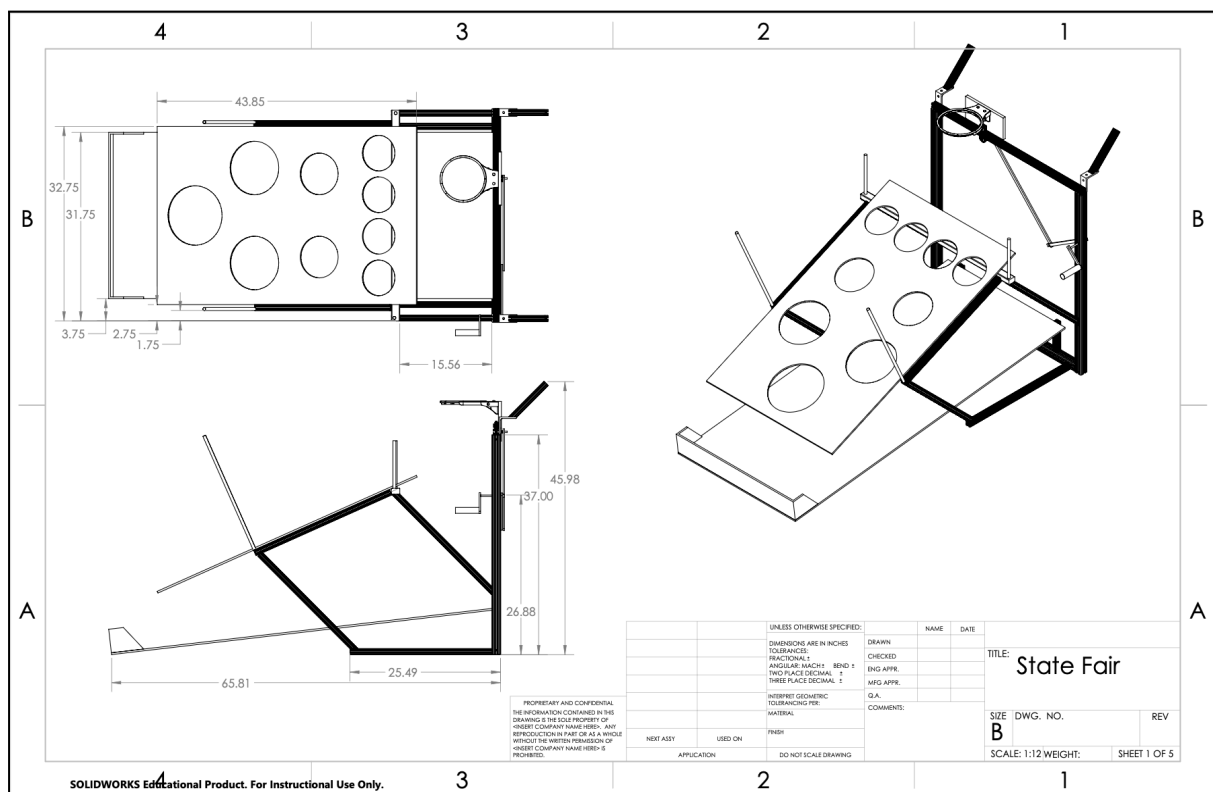 4 3 2 1
43.85
32.75
31.75
B B
3.75 2.75
1.75
15.56
45.98
37.00
26.88
A A
25.49
65.81
PROPRIETARY AND CONFIDENTIAL
THE INFORMATION CONTAINED IN THIS
DRAWING IS THE SOLE PROPERTY OF
<INSERT COMPANY NAME HERE>. ANY
REPRODUCTION IN PART OR AS A WHOLE
WITHOUT THE WRITTEN PERMISSION OF
<INSERT COMPANY NAME HERE> IS
PROHIBITED.
NEXT ASSY USED ON
APPLICATION
UNLESS OTHERWISE SPECIFIED:
DIMENSIONS ARE IN INCHES
TOLERANCES:
FRACTIONAL ±
ANGULAR: MACH ± BEND ±
TWO PLACE DECIMAL ±
THREE PLACE DECIMAL ±
INTERPRET GEOMETRIC
TOLERANCING PER:
MATERIAL
FINISH
DO NOT SCALE DRAWING
NAME DATE
DRAWN
CHECKED
ENG APPR.
MFG APPR.
Q.A.
COMMENTS:
TITLE:
State Fair
SIZE DWG. NO. REV
B
SCALE: 1:12 WEIGHT: SHEET 1 OF 5
4 3 2 1
SOLIDWORKS Educational Product. For Instructional Use Only.